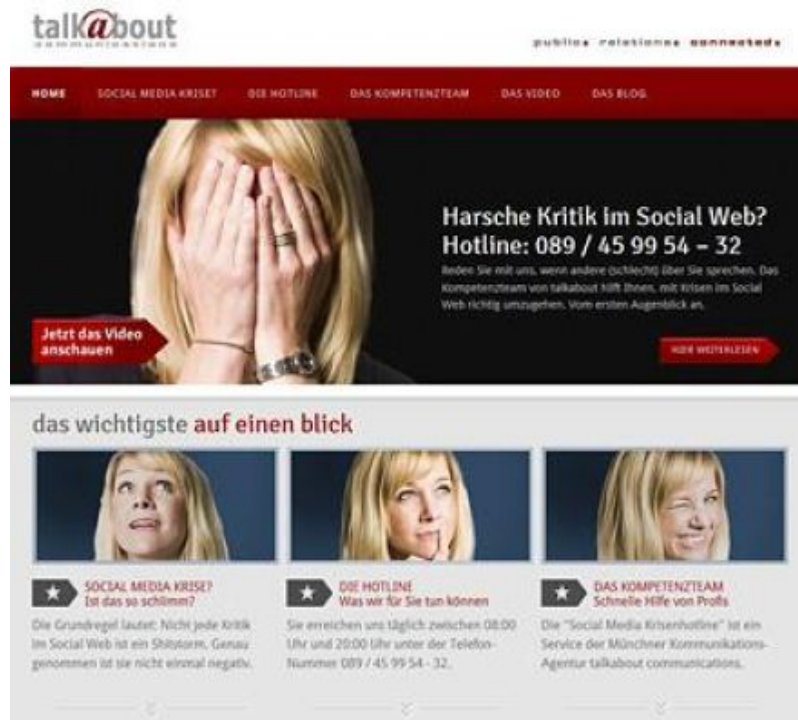 talkabout
communications
public. relations. connected.
HOME SOCIAL MEDIA KRISE? DIE HOTLINE DAS KOMPETENZTEAM DAS VIDEO DAS BLOG
Harsche Kritik im Social Web?
Hotline: 089 / 45 99 54 – 32
Reden Sie mit uns, wenn andere (schlecht) über Sie sprechen. Das
Kompetenzteam von talkabout hilft Ihnen, mit Krisen im Social
Web richtig umzugehen. Vom ersten Augenblick an.
Jetzt das Video
anschauen
HIER WEITERLESEN
das wichtigste auf einen blick
SOCIAL MEDIA KRISE?
Ist das so schlimm?
Die Grundregel lautet: Nicht jede Kritik
im Social Web ist ein Shitstorm. Genau
genommen ist sie nicht einmal negativ.
DIE HOTLINE
Was wir für Sie tun können
Sie erreichen uns täglich zwischen 08:00
Uhr und 20:00 Uhr unter der Telefon-
Nummer 089 / 45 99 54 - 32.
DAS KOMPETENZTEAM
Schnelle Hilfe von Profis
Die "Social Media Krisenhotline" ist ein
Service der Münchner Kommunikations-
Agentur talkabout communications.